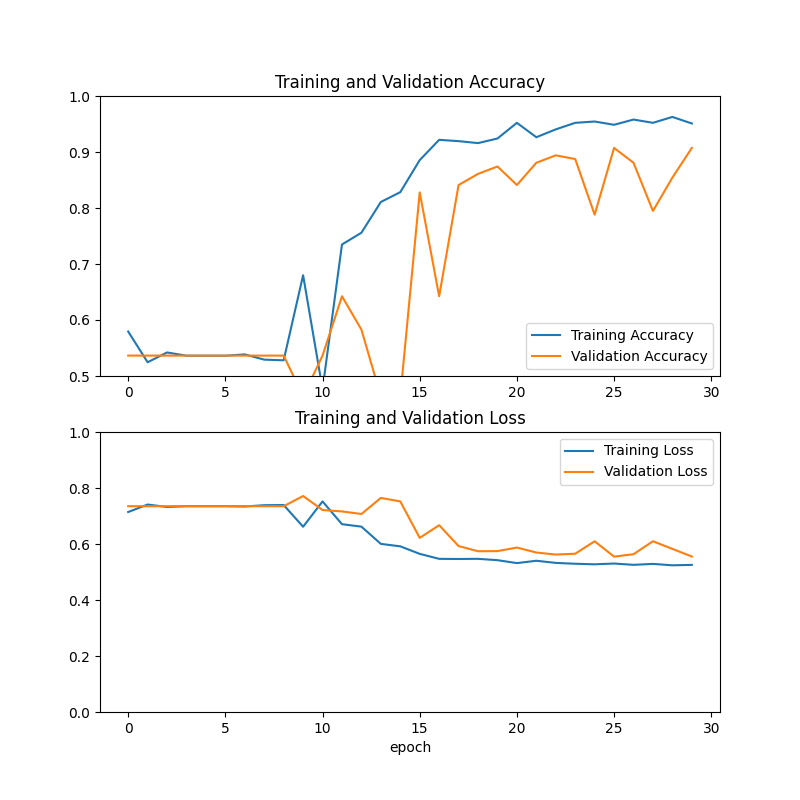 Training and Validation Accuracy
1.0
0.9
0.8
0.7
0.6
0.5
Training Accuracy
Validation Accuracy
0 5 10 15 20 25 30
Training and Validation Loss
1.0
0.8
0.6
0.4
0.2
0.0
Training Loss
Validation Loss
0 5 10 15 20 25 30
epoch